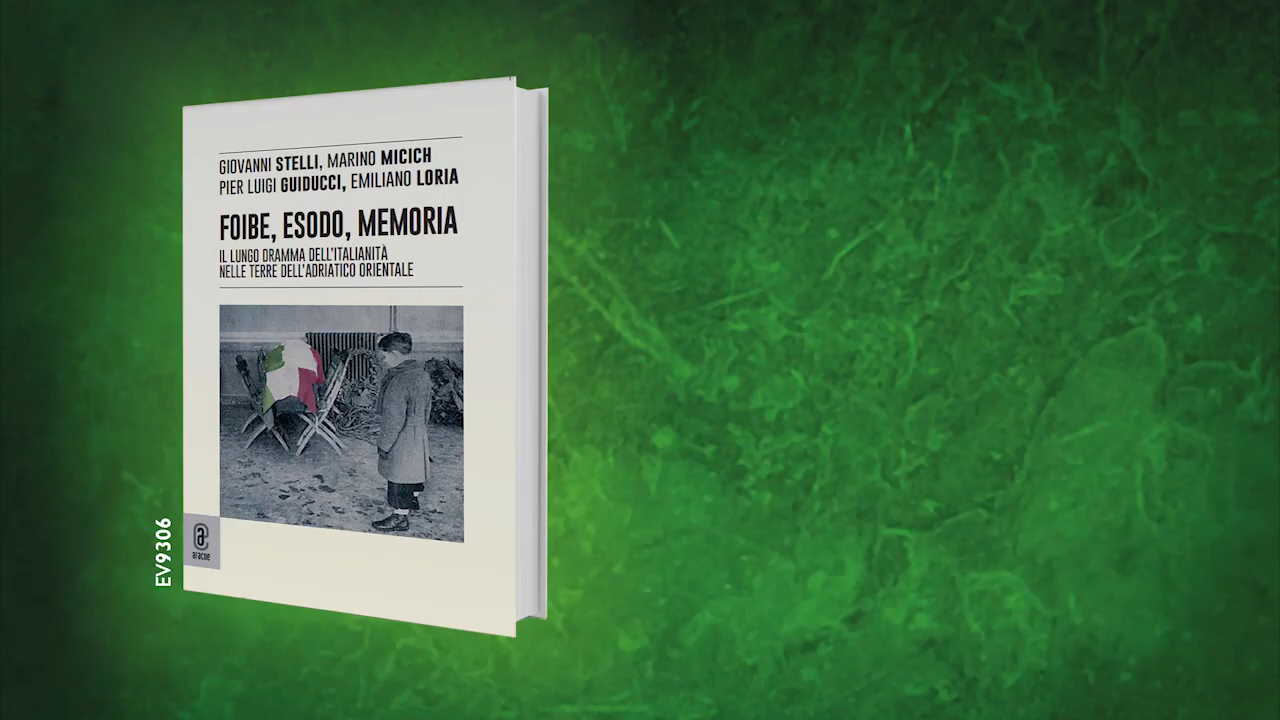 GIOVANNI STELLI, MARINO MICICH
PIER LUIGI GUIDUCCI, EMILIANO LORIA
FOIBE, ESODO, MEMORIA
IL LUNGO DRAMMA DELL'ITALIANITÀ
NELLE TERRE DELL'ADRIATICO ORIENTALE
a
aracne
EV9306